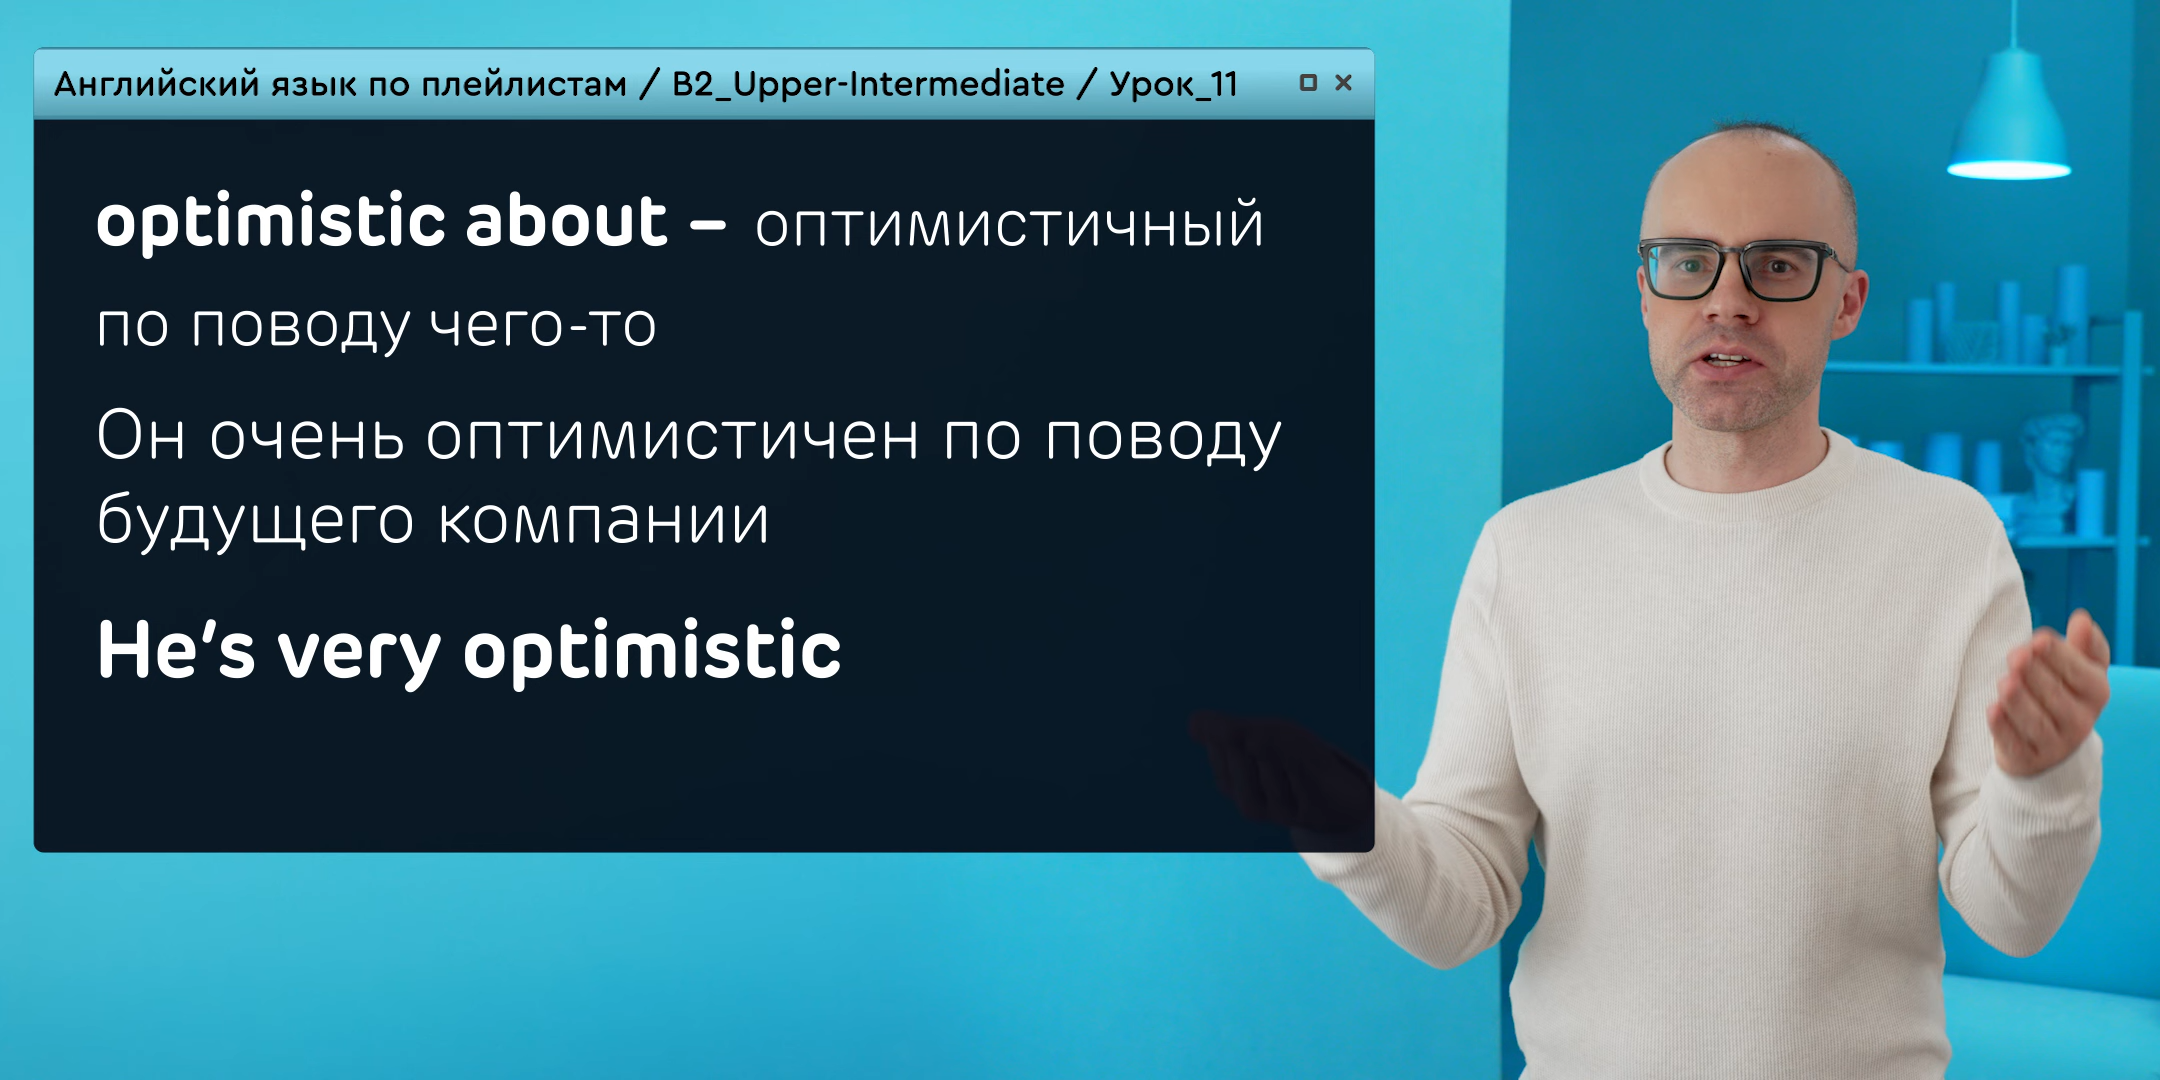 Английский язык по плейлистам / B2_Upper-Intermediate / Урок_11
optimistic about – оптимистичный
по поводу чего-то
Он очень оптимистичен по поводу
будущего компании
He's very optimistic